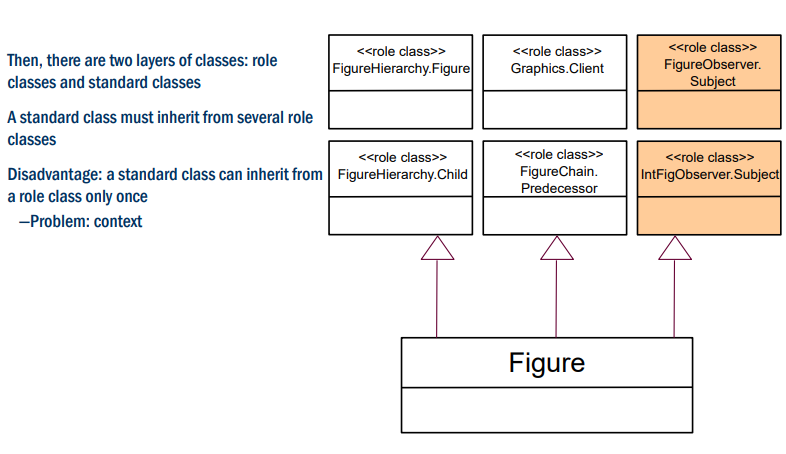 Then, there are two layers of classes: role
classes and standard classes
A standard class must inherit from several role
classes
Disadvantage: a standard class can inherit from
a role class only once
–Problem: context
<<role class>>
FigureHierarchy.Figure
<<role class>>
Graphics.Client
<<role class>>
FigureObserver.
Subject
<<role class>>
FigureHierarchy.Child
<<role class>>
FigureChain.
Predecessor
<<role class>>
IntFigObserver.Subject
Figure